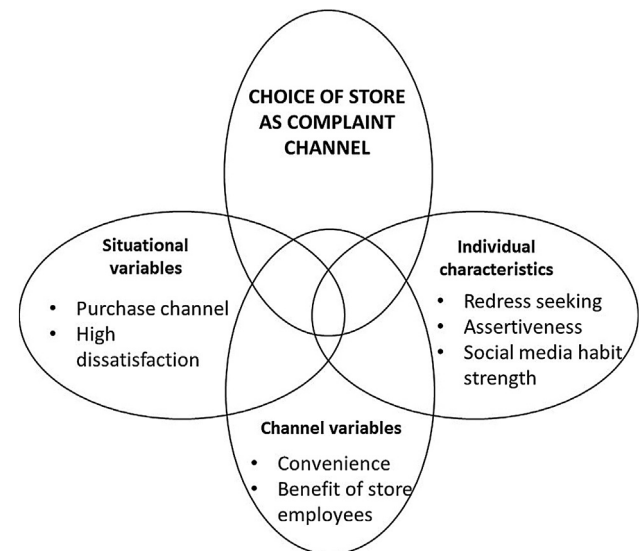 CHOICE OF STORE
AS COMPLAINT
CHANNEL
Situational
variables
• Purchase channel
• High
dissatisfaction
Individual
characteristics
• Redress seeking
• Assertiveness
• Social media habit
strength
Channel variables
• Convenience
• Benefit of store
employees